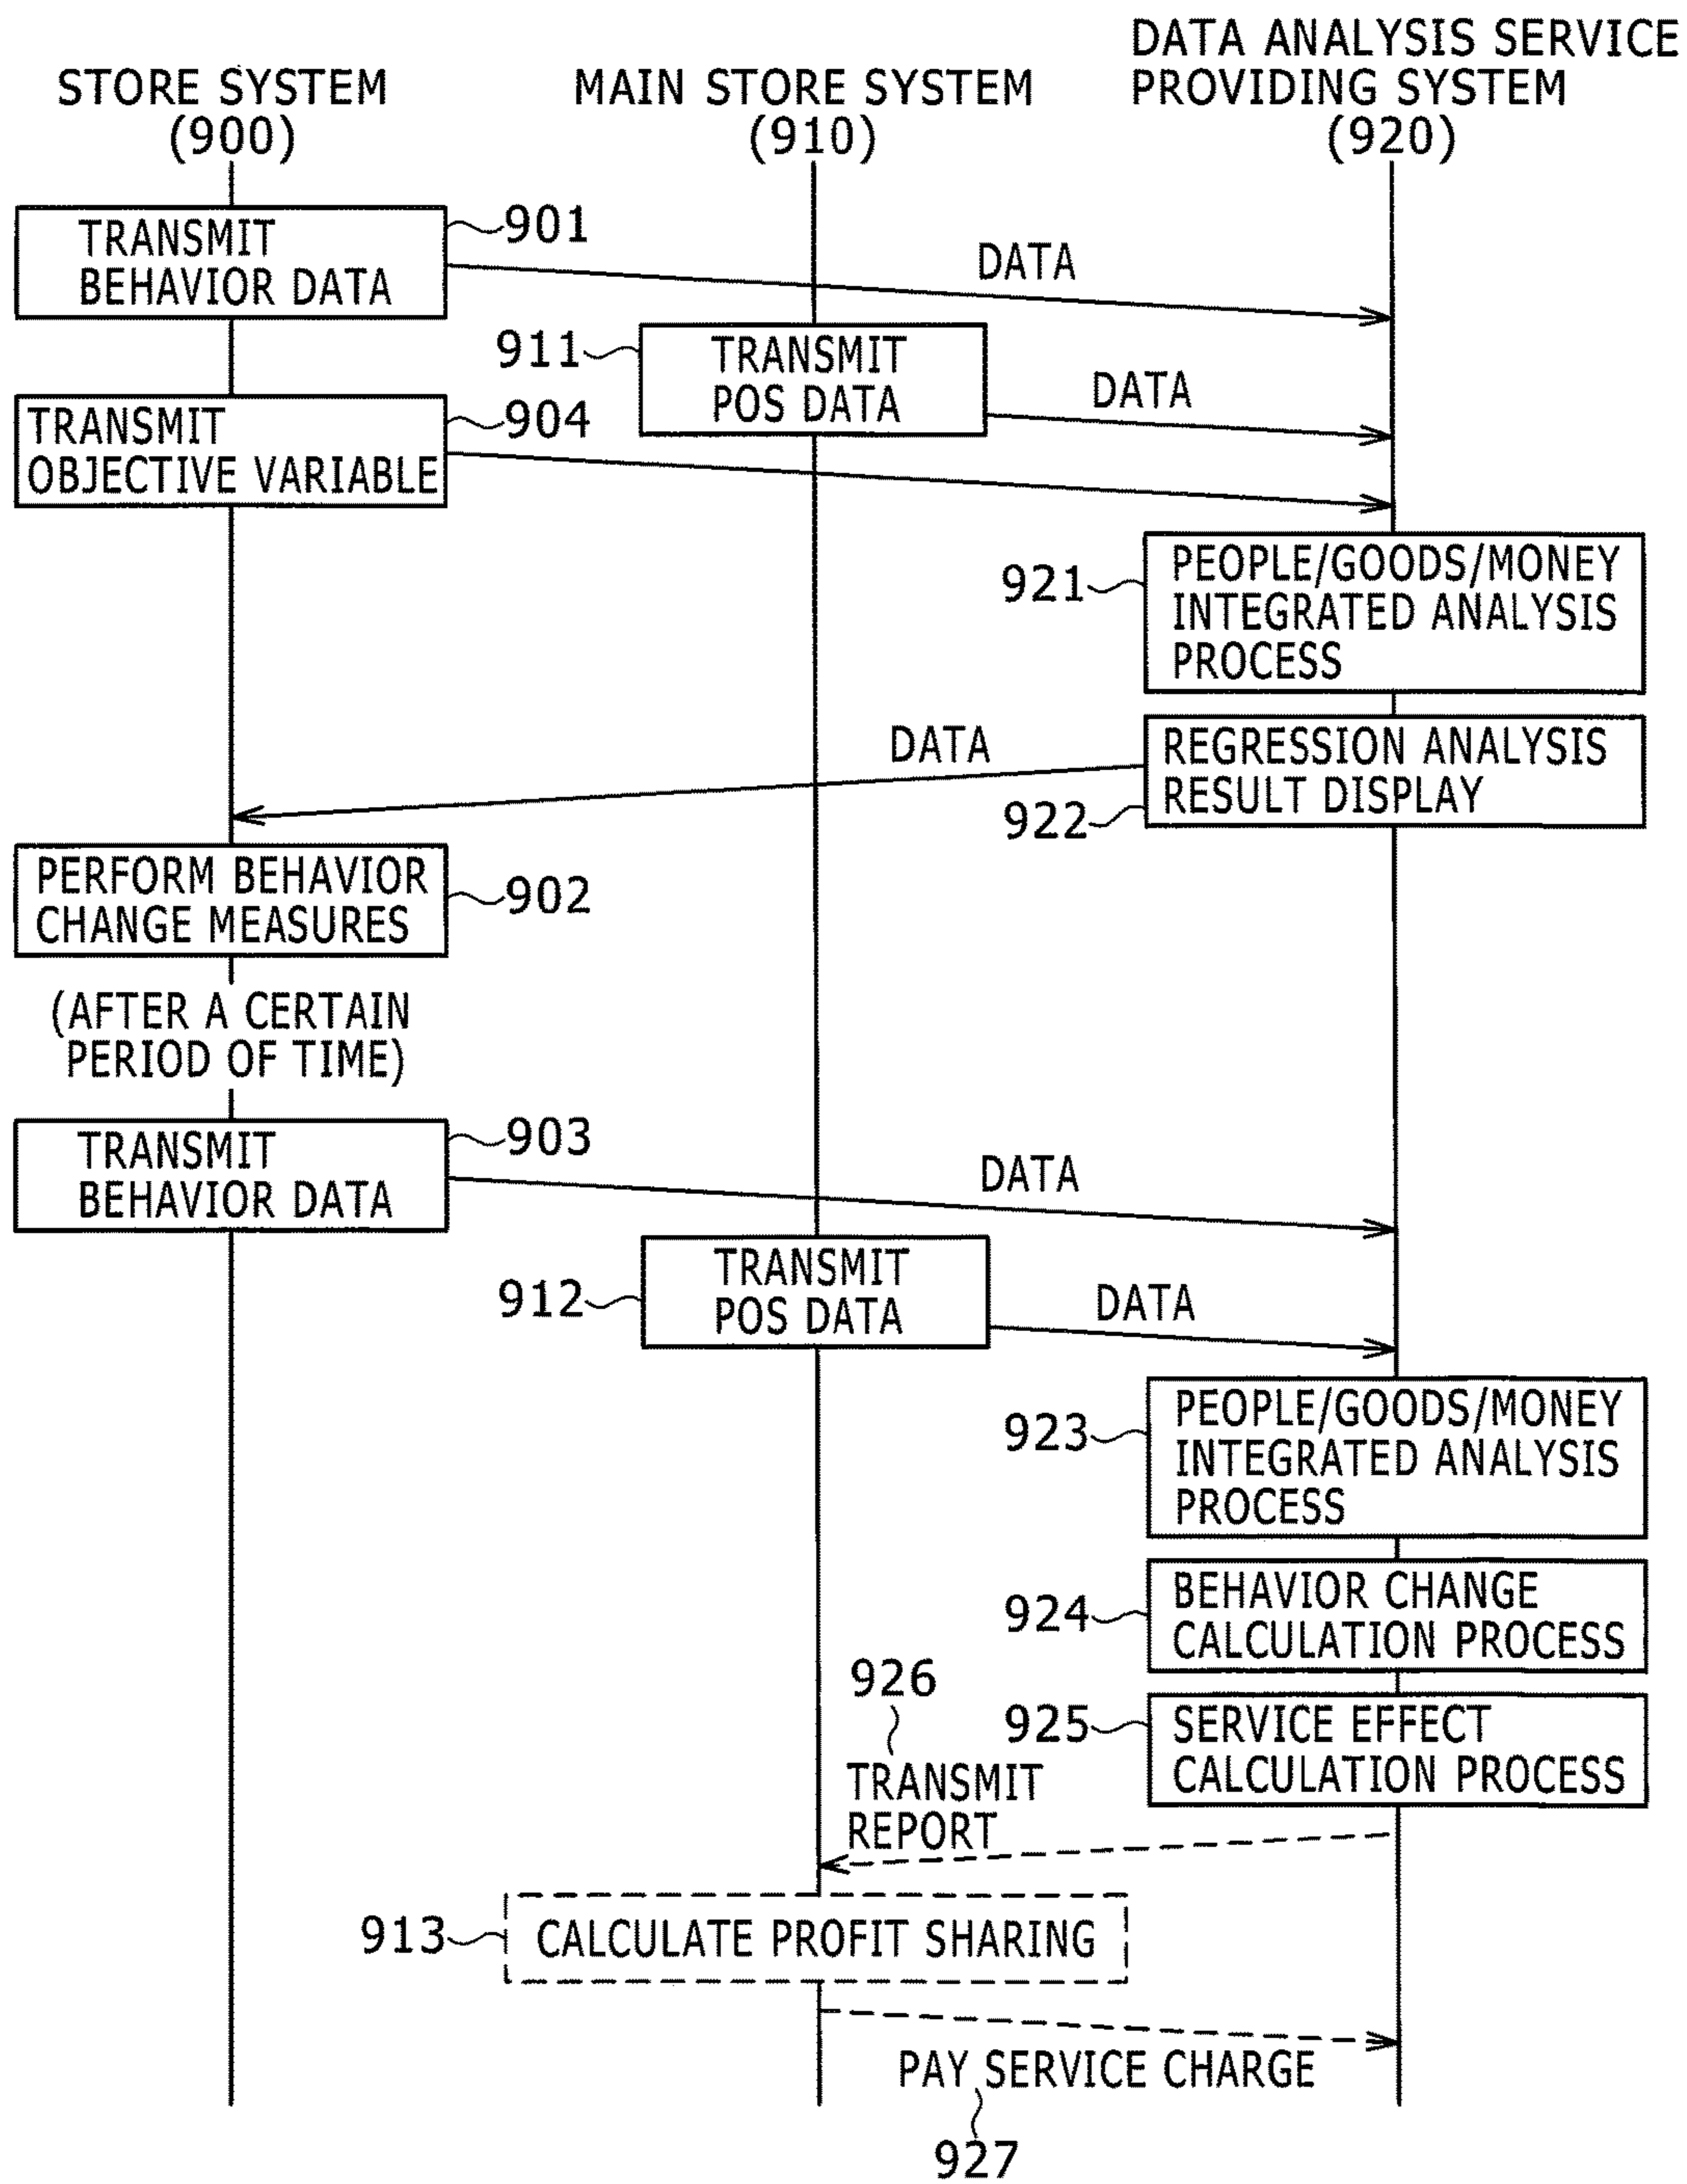 STORE SYSTEM
(900)
MAIN STORE SYSTEM
(910)
DATA ANALYSIS SERVICE
PROVIDING SYSTEM
(920)
TRANSMIT
BEHAVIOR DATA
901
DATA
911
TRANSMIT
POS DATA
DATA
TRANSMIT
OBJECTIVE VARIABLE
904
921
PEOPLE/GOODS/MONEY
INTEGRATED ANALYSIS
PROCESS
DATA
REGRESSION ANALYSIS
RESULT DISPLAY
922
PERFORM BEHAVIOR
CHANGE MEASURES
902
(AFTER A CERTAIN
PERIOD OF TIME)
TRANSMIT
BEHAVIOR DATA
903
DATA
912
TRANSMIT
POS DATA
DATA
923
PEOPLE/GOODS/MONEY
INTEGRATED ANALYSIS
PROCESS
924
BEHAVIOR CHANGE
CALCULATION PROCESS
925
SERVICE EFFECT
CALCULATION PROCESS
926
TRANSMIT
REPORT
913
CALCULATE PROFIT SHARING
PAY SERVICE CHARGE
927